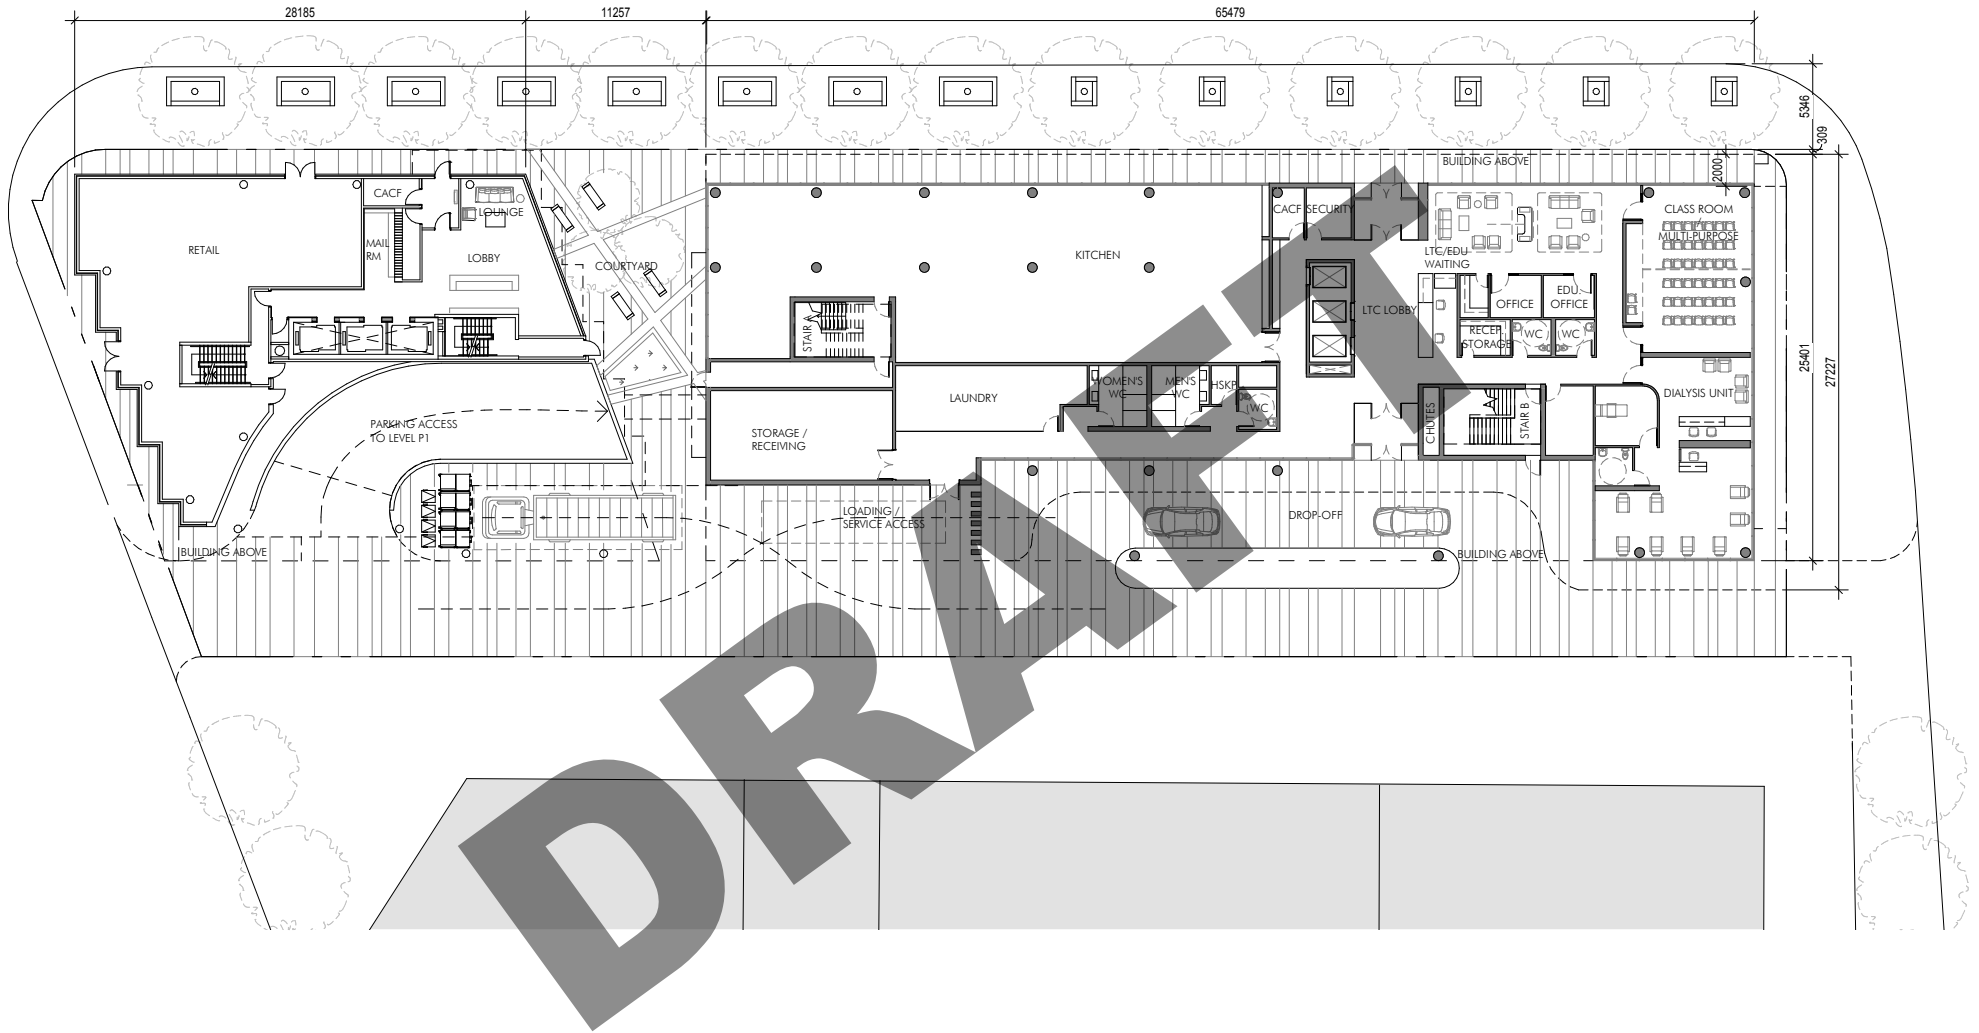 28185
11257
65479
5346
309
2000
BUILDING ABOVE
CACF
LOUNGE
RETAIL
MAIL
RM
LOBBY
COURTYARD
KITCHEN
CACF
SECURITY
CLASS ROOM
/
MULTI-PURPOSE
LTC/EDU
WAITING
OFFICE
EDU.
OFFICE
LTC LOBBY
STAIR A
RECEP.
STORAGE
WC
WC
25401
27227
WOMEN'S
WC
MEN'S
WC
HSKP
WC
LAUNDRY
CHUTES
STAIR B
DIALYSIS UNIT
PARKING ACCESS
TO LEVEL P1
STORAGE /
RECEIVING
LOADING /
SERVICE ACCESS
DROP-OFF
BUILDING ABOVE
BUILDING ABOVE
DRAFT